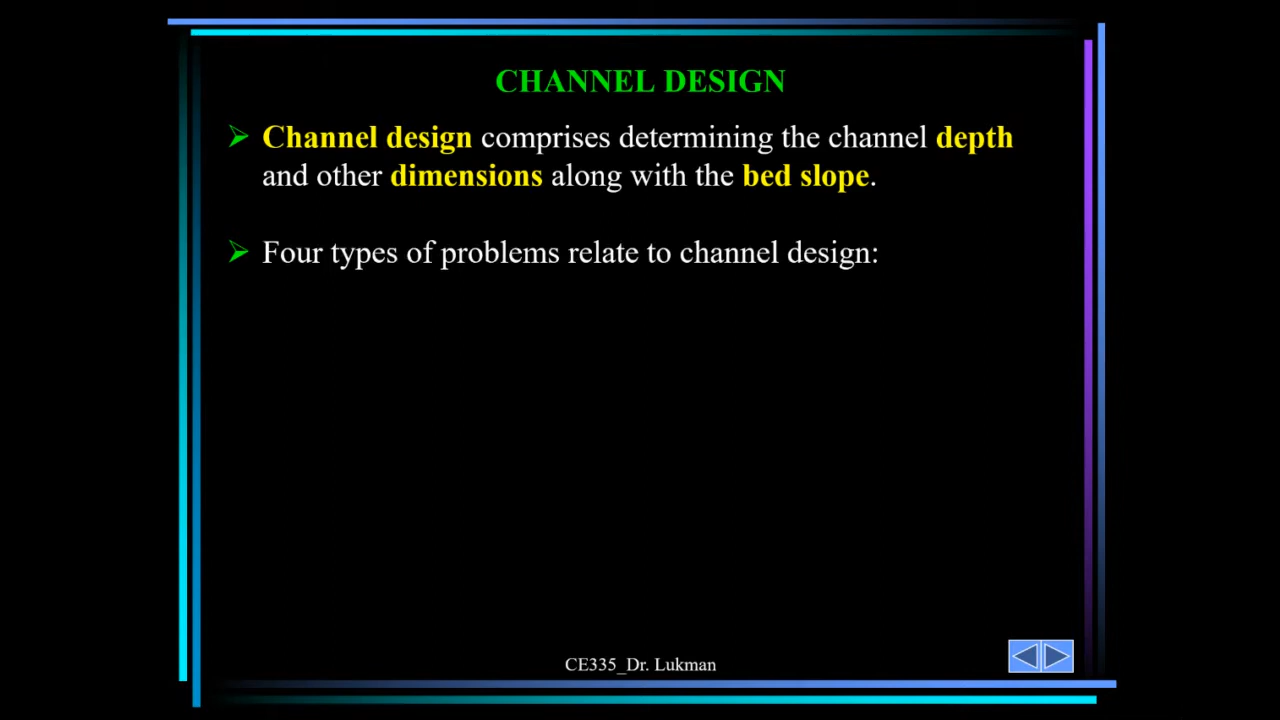 CHANNEL DESIGN
Channel design comprises determining the channel depth
and other dimensions along with the bed slope.
Four types of problems relate to channel design:
CE335_Dr. Lukman